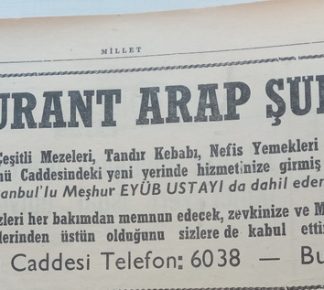 MİLLET
URANT ARAP ŞÜ
Çeşitli Mezeleri, Tandır Kebabı, Nefis Yemekleri
nü Caddesindeki yeni yerinde hizmetinize girmiş
anbul'lu Meşhur EYÜB USTAYI da dahil eder
zleri her bakımdan memnun edecek, zevkinize ve M
lerinden üstün olduğunu sizlere de kabul etti
Caddesi Telefon: 6038 — Bu